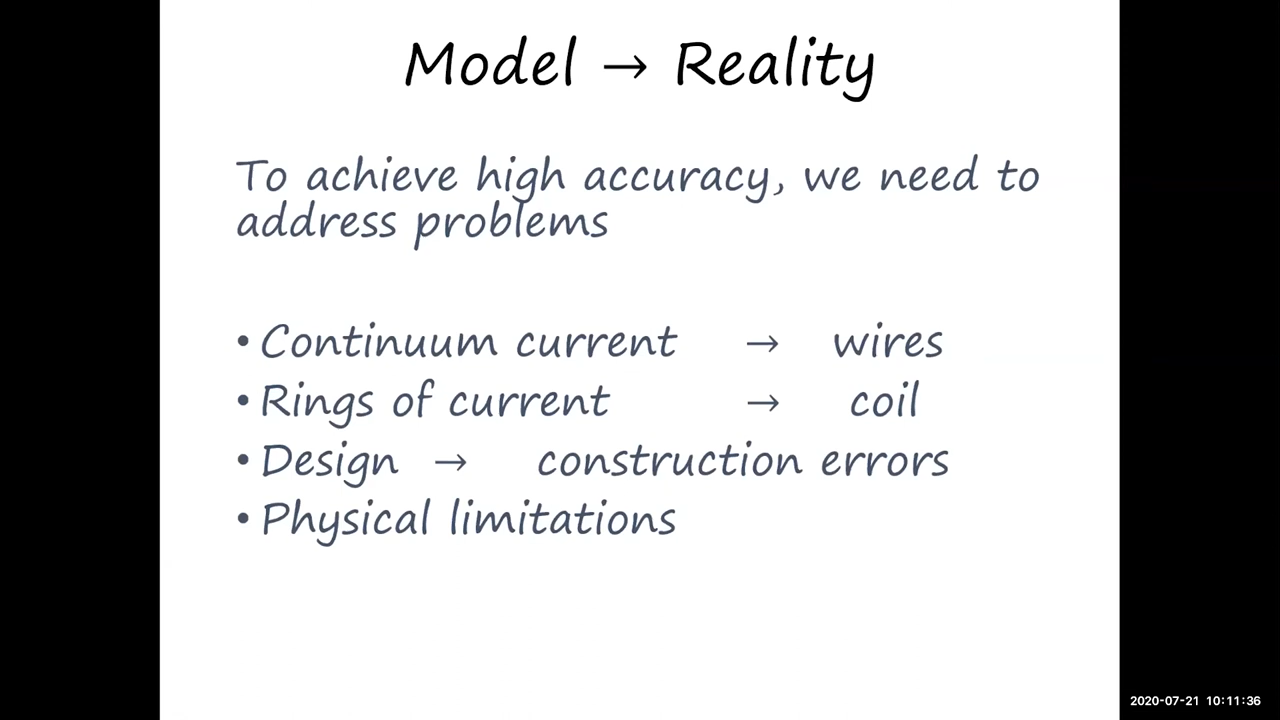 Model → Reality
To achieve high accuracy, we need to
address problems
• Continuum current → wires
• Rings of current → coil
• Design → construction errors
• Physical limitations
2020-07-21 10:11:36